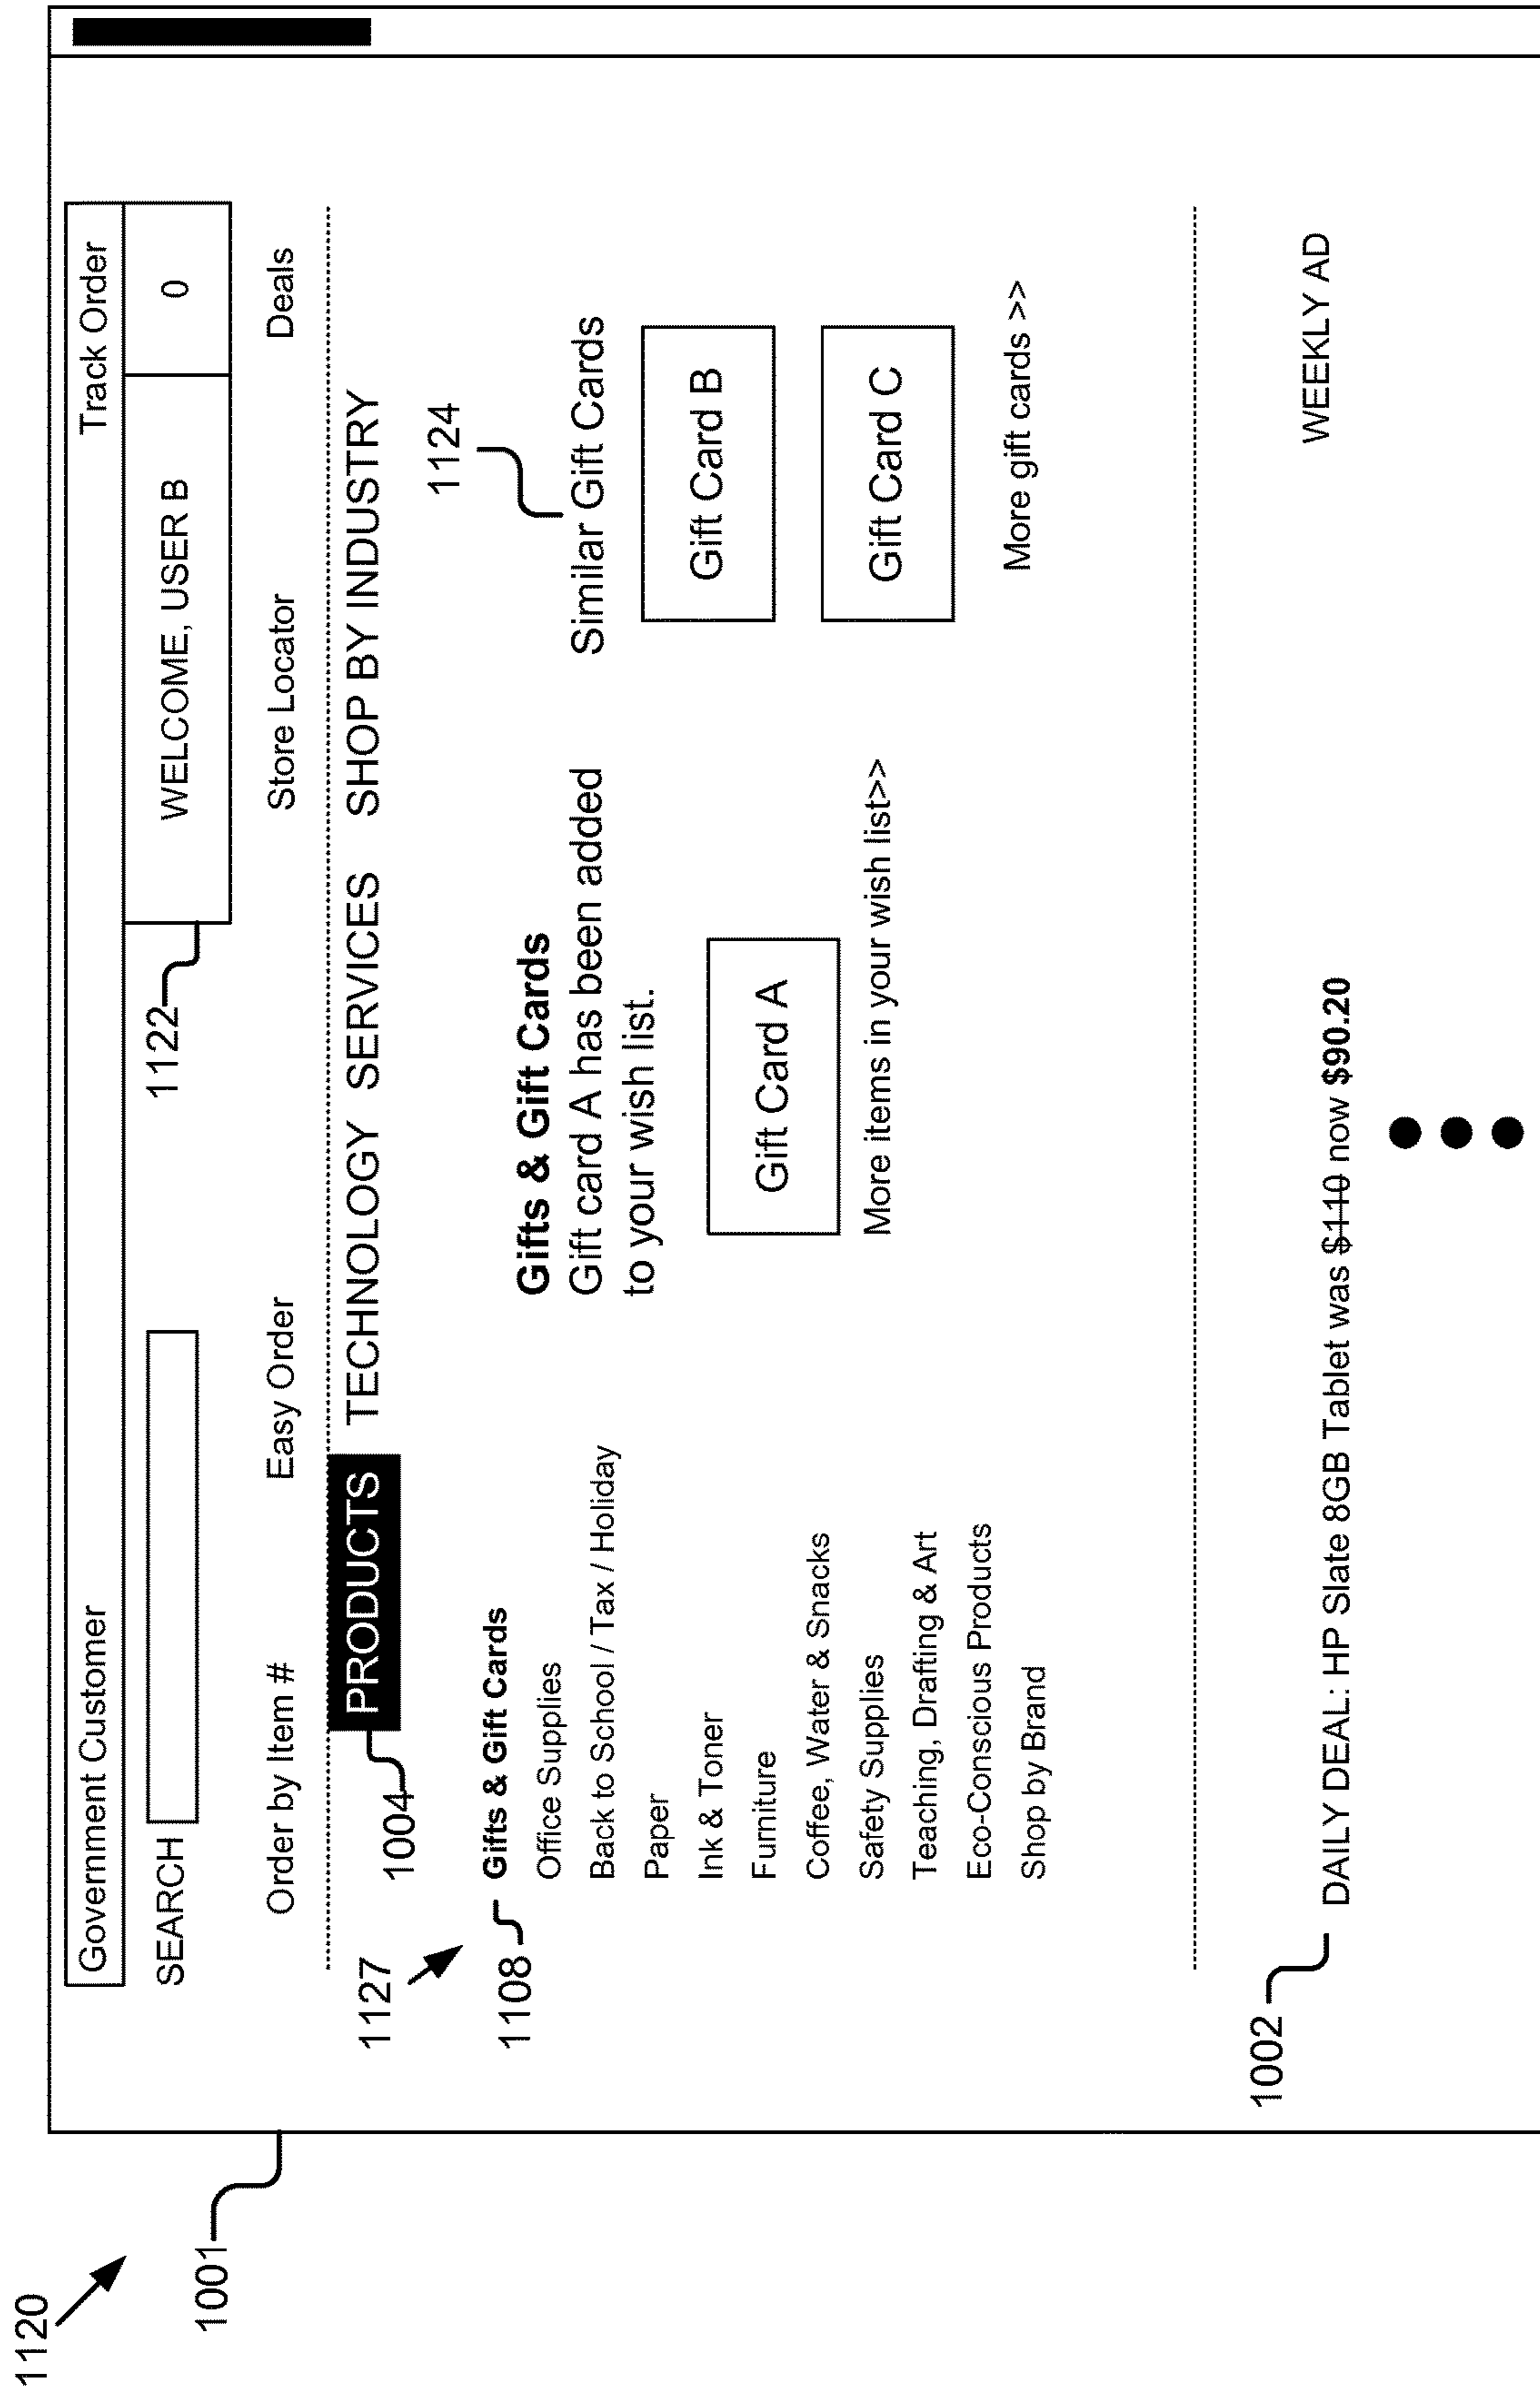 1120
1001
Government Customer Track Order
SEARCH 1122 WELCOME, USER B 0
Order by Item # Easy Order Store Locator Deals
PRODUCTS TECHNOLOGY SERVICES SHOP BY INDUSTRY
1004
1127
1108
Gifts & Gift Cards
Office Supplies
Back to School / Tax / Holiday
Paper
Ink & Toner
Furniture
Coffee, Water & Snacks
Safety Supplies
Teaching, Drafting & Art
Eco-Conscious Products
Shop by Brand
Gifts & Gift Cards
Gift card A has been added
to your wish list.
Gift Card A
More items in your wish list>>
1124
Similar Gift Cards
Gift Card B
Gift Card C
More gift cards >>
1002
DAILY DEAL: HP Slate 8GB Tablet was $110 now $90.20
WEEKLY AD